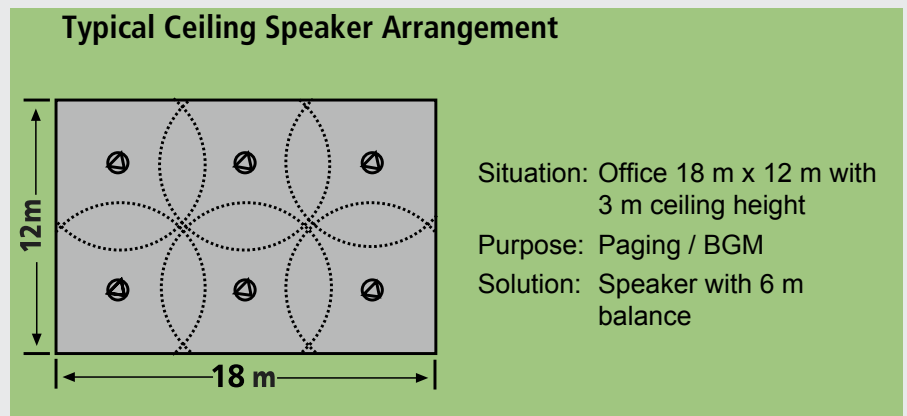 Typical Ceiling Speaker Arrangement
12m
18 m
Situation: Office 18 m x 12 m with
3 m ceiling height
Purpose: Paging / BGM
Solution: Speaker with 6 m
balance